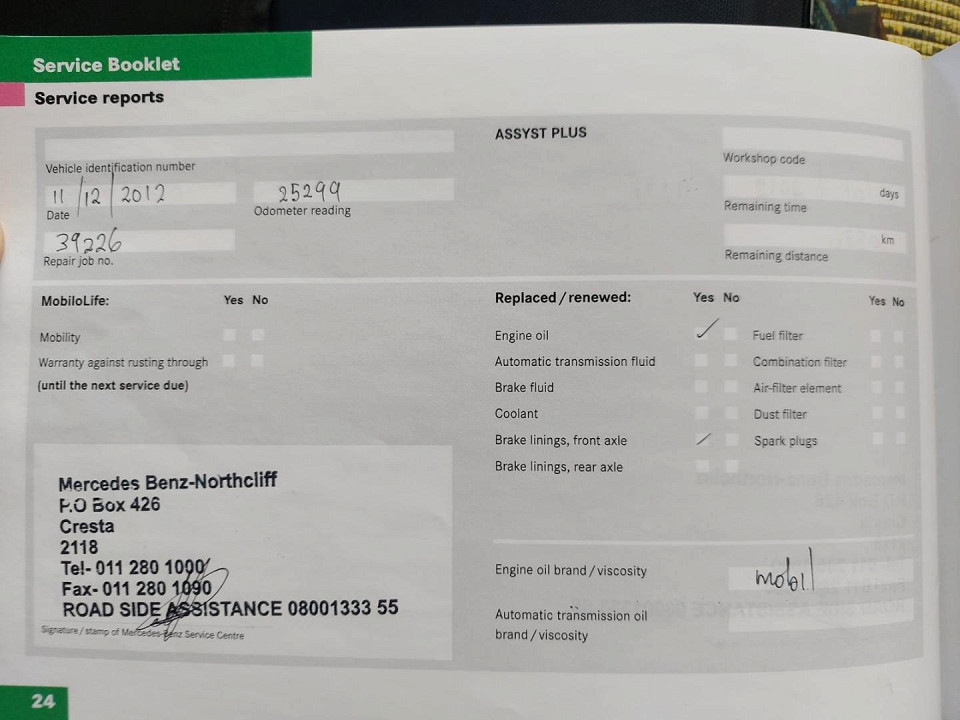 Service Booklet
Service reports
ASSYST PLUS
Vehicle identification number
Workshop code
11/12/2012
25299
days
Date
Odometer reading
Remaining time
39226
km
Repair job no.
Remaining distance
MobiloLife:
Yes No
Mobility
Warranty against rusting through
(until the next service due)
Replaced/renewed:
Yes No
Yes No
Engine oil
Fuel filter
Automatic transmission fluid
Combination filter
Brake fluid
Air-filter element
Coolant
Dust filter
Brake linings, front axle
Spark plugs
Brake linings, rear axle
Mercedes Benz-Northcliff
P.O Box 426
Cresta
2118
Tel- 011 280 1000
Fax- 011 280 1090
ROAD SIDE ASSISTANCE 08001333 55
Signature/stamp of Mercedes-Benz Service Centre
Engine oil brand/viscosity
mobil
Automatic transmission oil
brand/viscosity
24